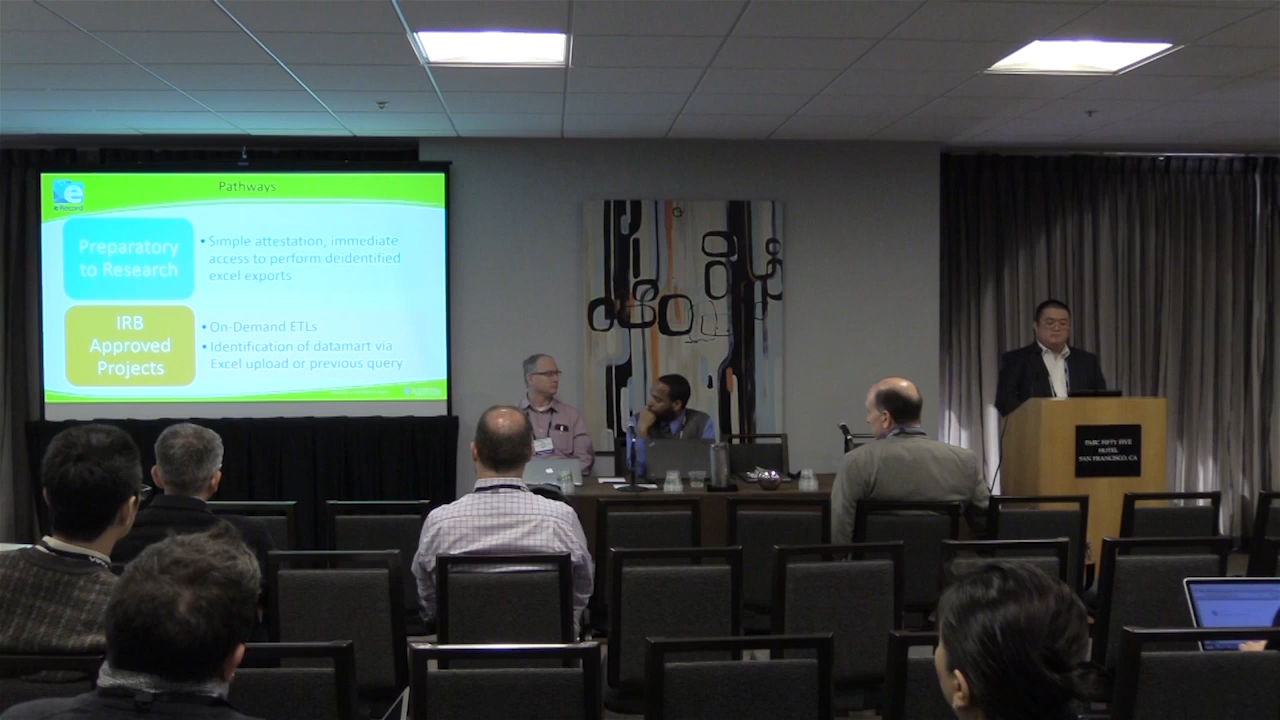 Pathways
e
eRecord
Preparatory
to Research
• Simple attestation, immediate
access to perform deidentified
excel exports
IRB
Approved
Projects
• On-Demand ETLs
• Identification of datamart via
Excel upload or previous query
PARC FIFTY FIVE
HOTEL
SAN FRANCISCO, CA